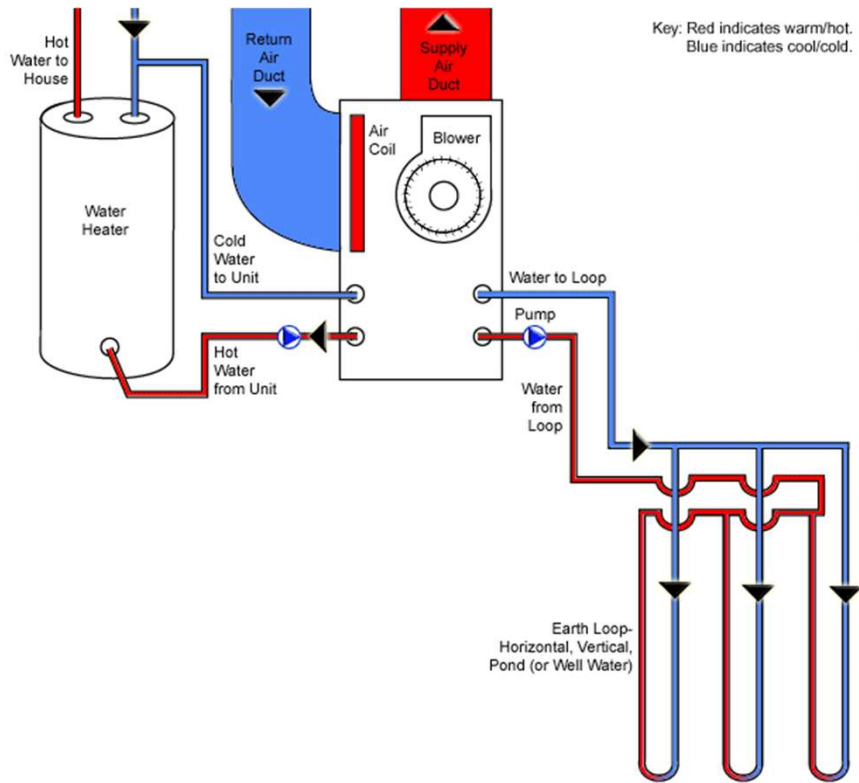 Key: Red indicates warm/hot.
Blue indicates cool/cold.
Hot
Water to
House
Return
Air
Duct
Supply
Air
Duct
Air
Coil
Blower
Water
Heater
Cold
Water
to Unit
Water to Loop
Pump
Hot
Water
from Unit
Water
from
Loop
Earth Loop-
Horizontal, Vertical,
Pond (or Well Water)